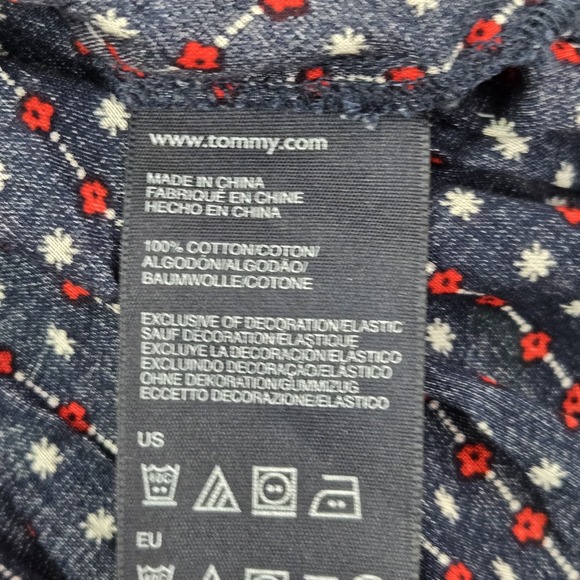 www.tommy.com
MADE IN CHINA
FABRIQUÉ EN CHINE
HECHO EN CHINA
100% COTTON/COTON/
ALGODÓN/ALGODÃO/
BAUMWOLLE/COTONE
EXCLUSIVE OF DECORATION/ELASTIC
SAUF DECORATION/ELASTIQUE
EXCLUYE LA DECORACIÓN/ELÁSTICO
EXCLUINDO DECORAÇÃO/ELASTICO
OHNE DEKORATION/GUMMIZUG
ECCETTO DECORAZIONE/ELASTICO
US
EU